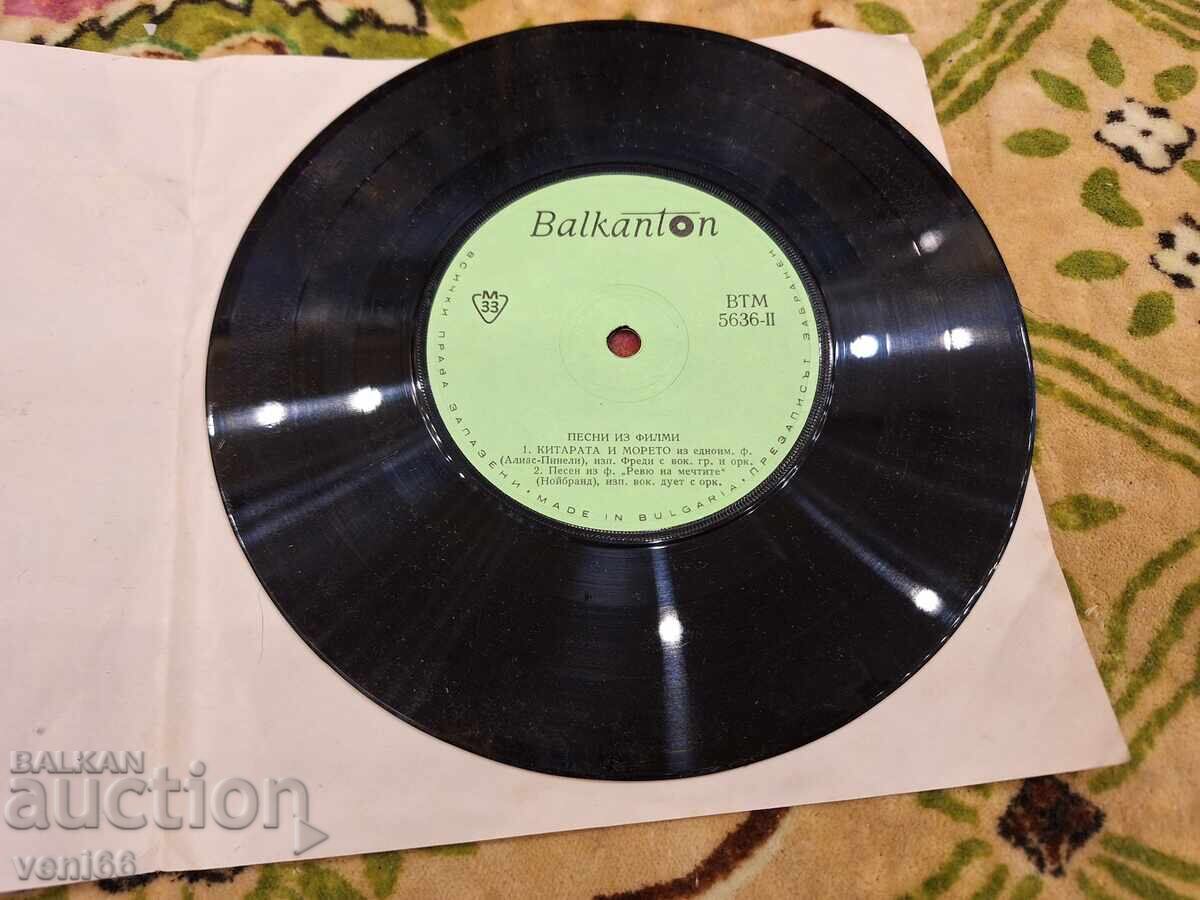 Balkanton
M
33
ВТМ
5636-II
ПЕСНИ ИЗ ФИЛМИ
1. КИТАРАТА И МОРЕТО из едноим. ф.
(Алиас-Пинели), изп. Фреди с вок. гр. и орк.
2. Песен из ф. „Ревю на мечтите“
(Нойбранд), изп. вок. дует с орк.
ВСИЧКИ ПРАВА ЗАПАЗЕНИ • MADE IN BULGARIA • ПРЕЗАПИСЪТ ЗАБРАНЕН
BALKAN
auction
veni66